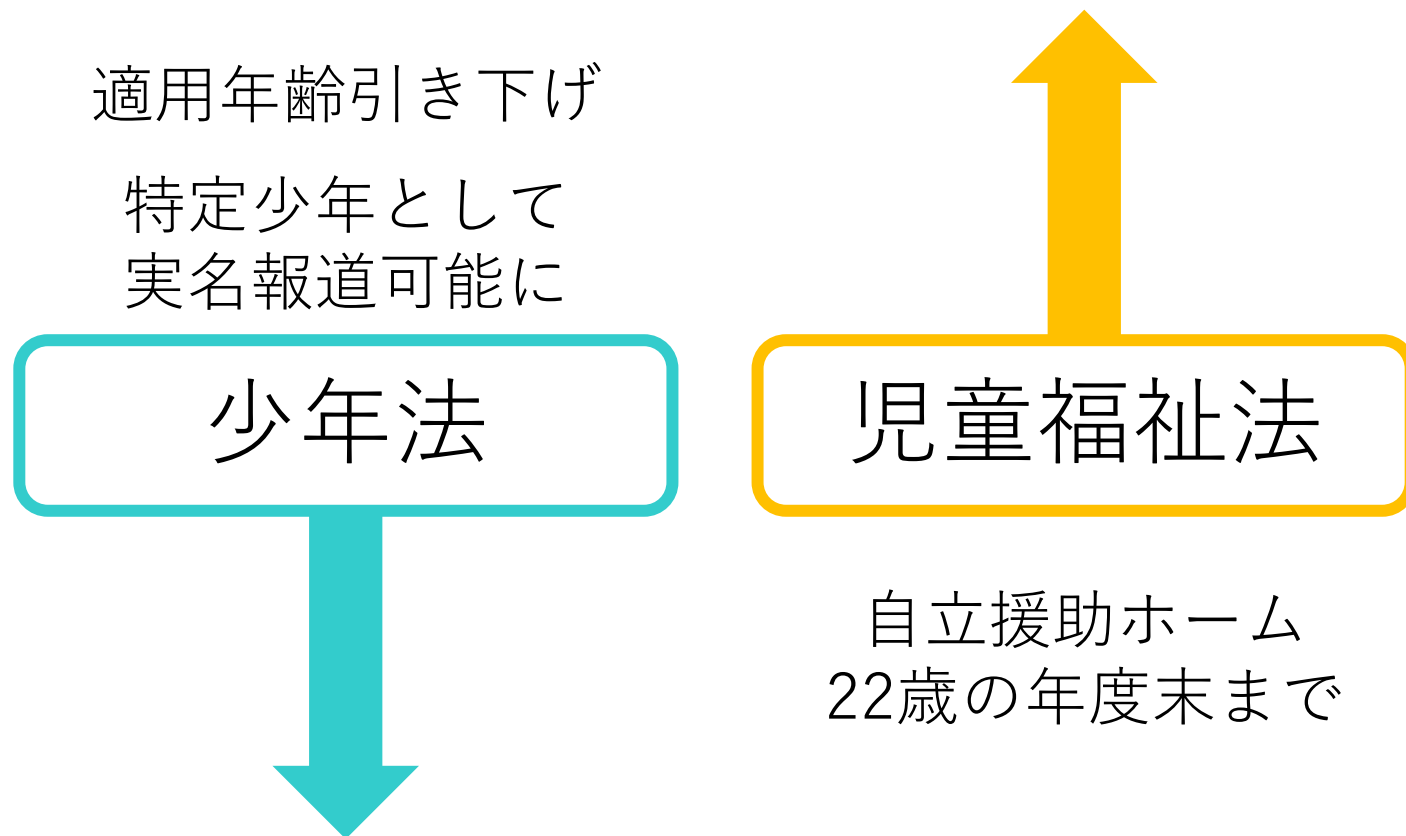 適用年齢引き下げ
特定少年として
実名報道可能に
少年法
児童福祉法
自立援助ホーム
22歳の年度末まで